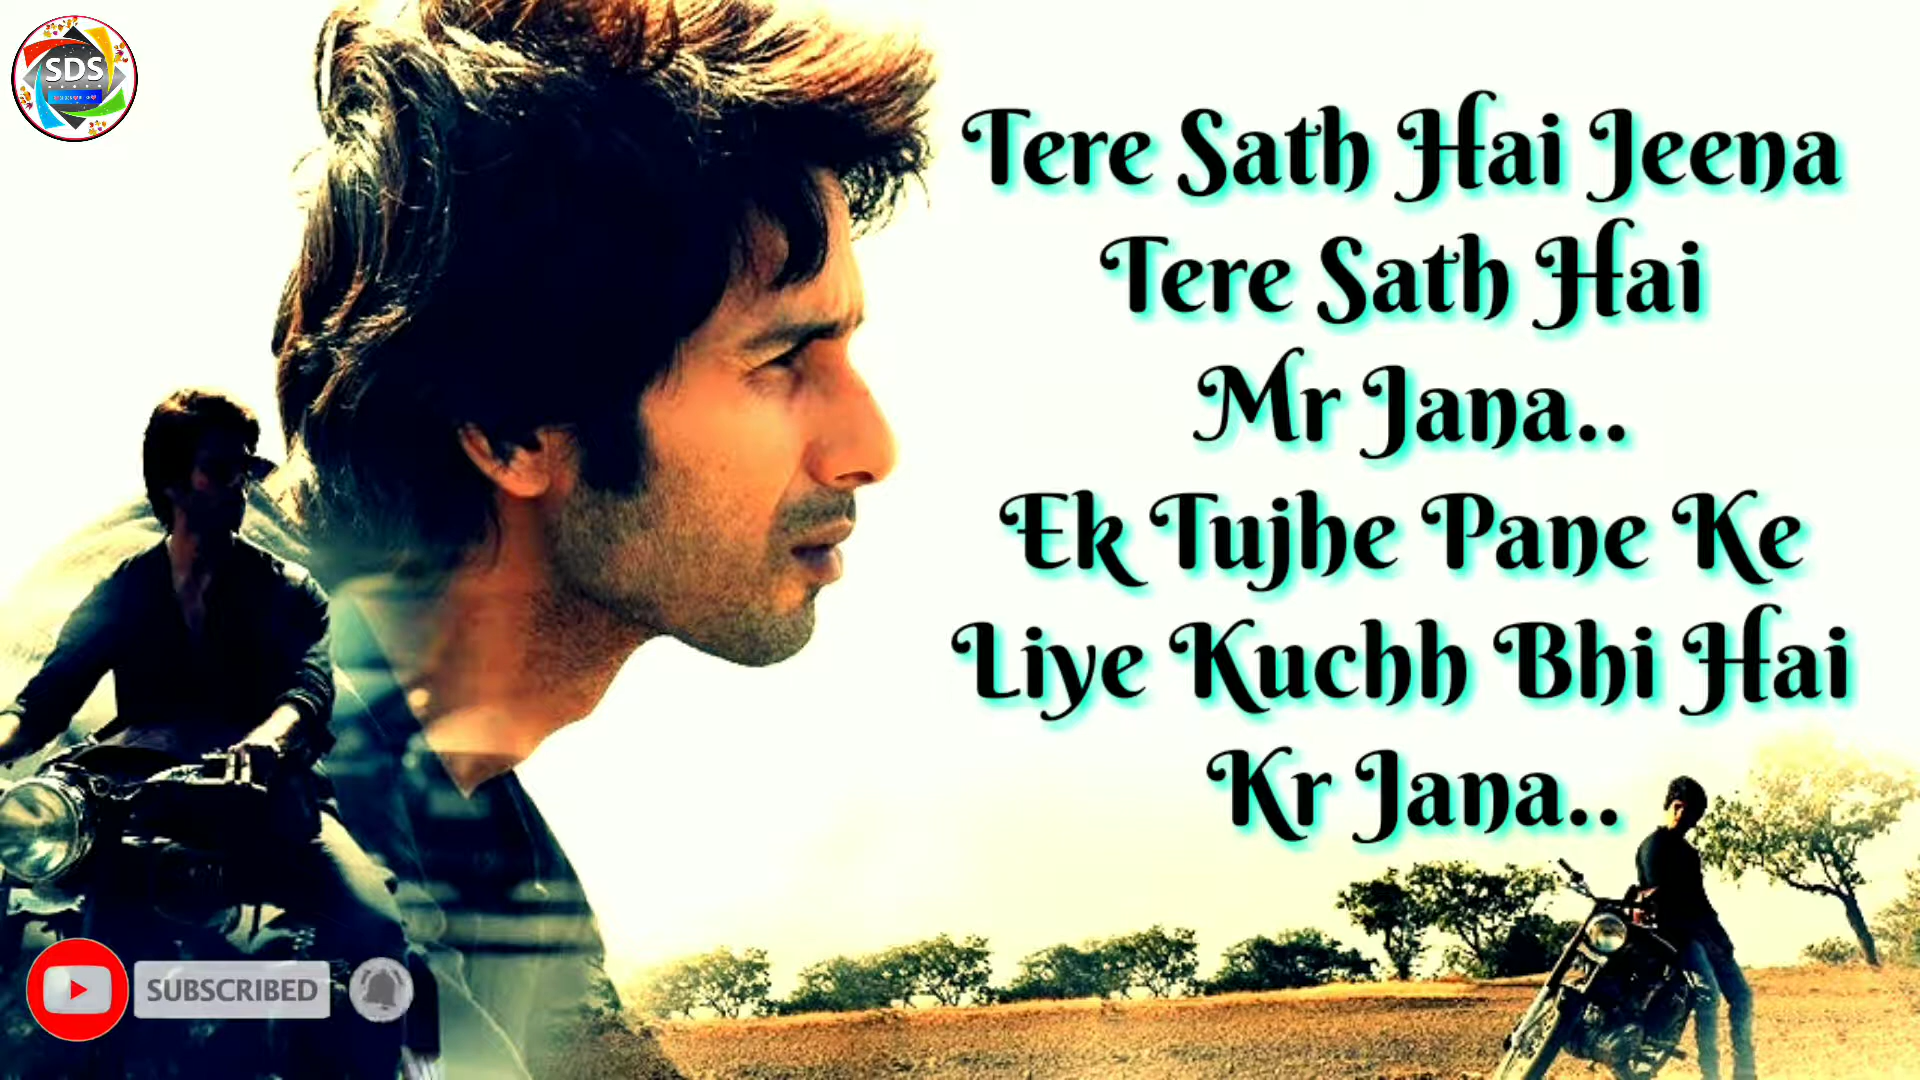 SDS
Tere Sath Hai Jeena
Tere Sath Hai
Mr Jana..
Ek Tujhe Pane Ke
Liye Kuchh Bhi Hai
Kr Jana..
SUBSCRIBED